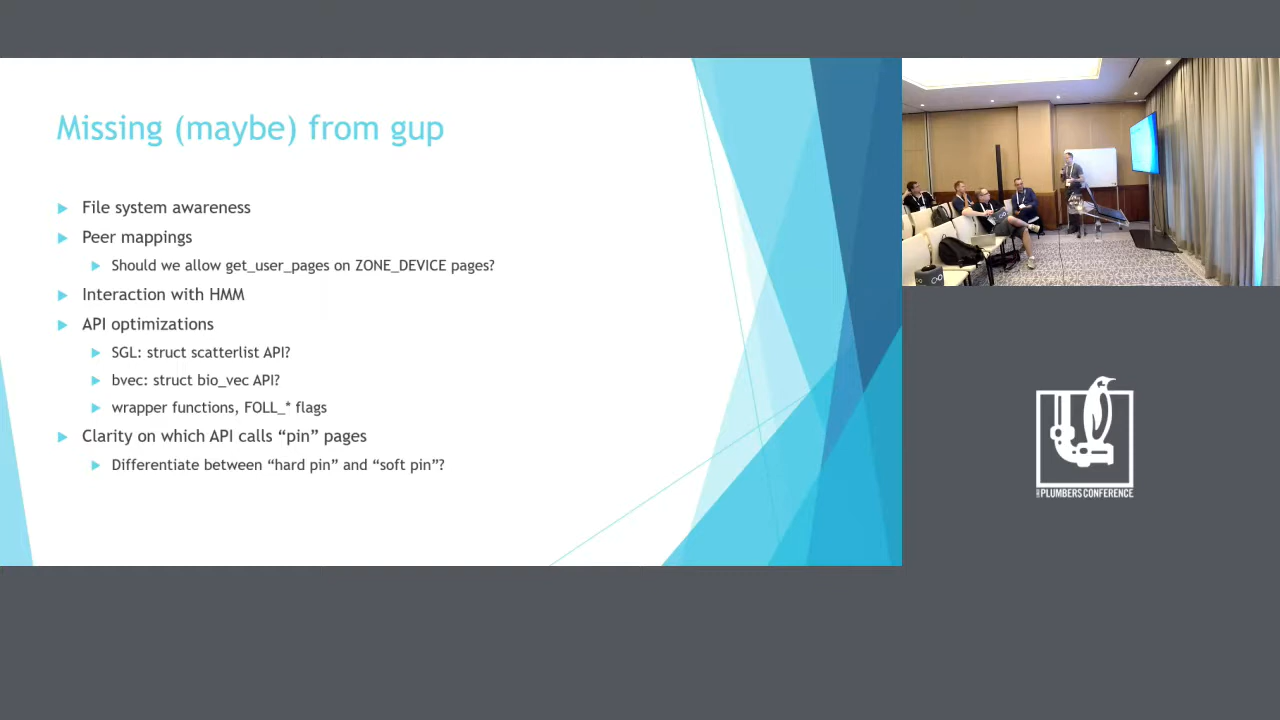 Missing (maybe) from gup
File system awareness
Peer mappings
Should we allow get_user_pages on ZONE_DEVICE pages?
Interaction with HMM
API optimizations
SGL: struct scatterlist API?
bvec: struct bio_vec API?
wrapper functions, FOLL_* flags
Clarity on which API calls “pin” pages
Differentiate between “hard pin” and “soft pin”?
PLUMBERS CONFERENCE